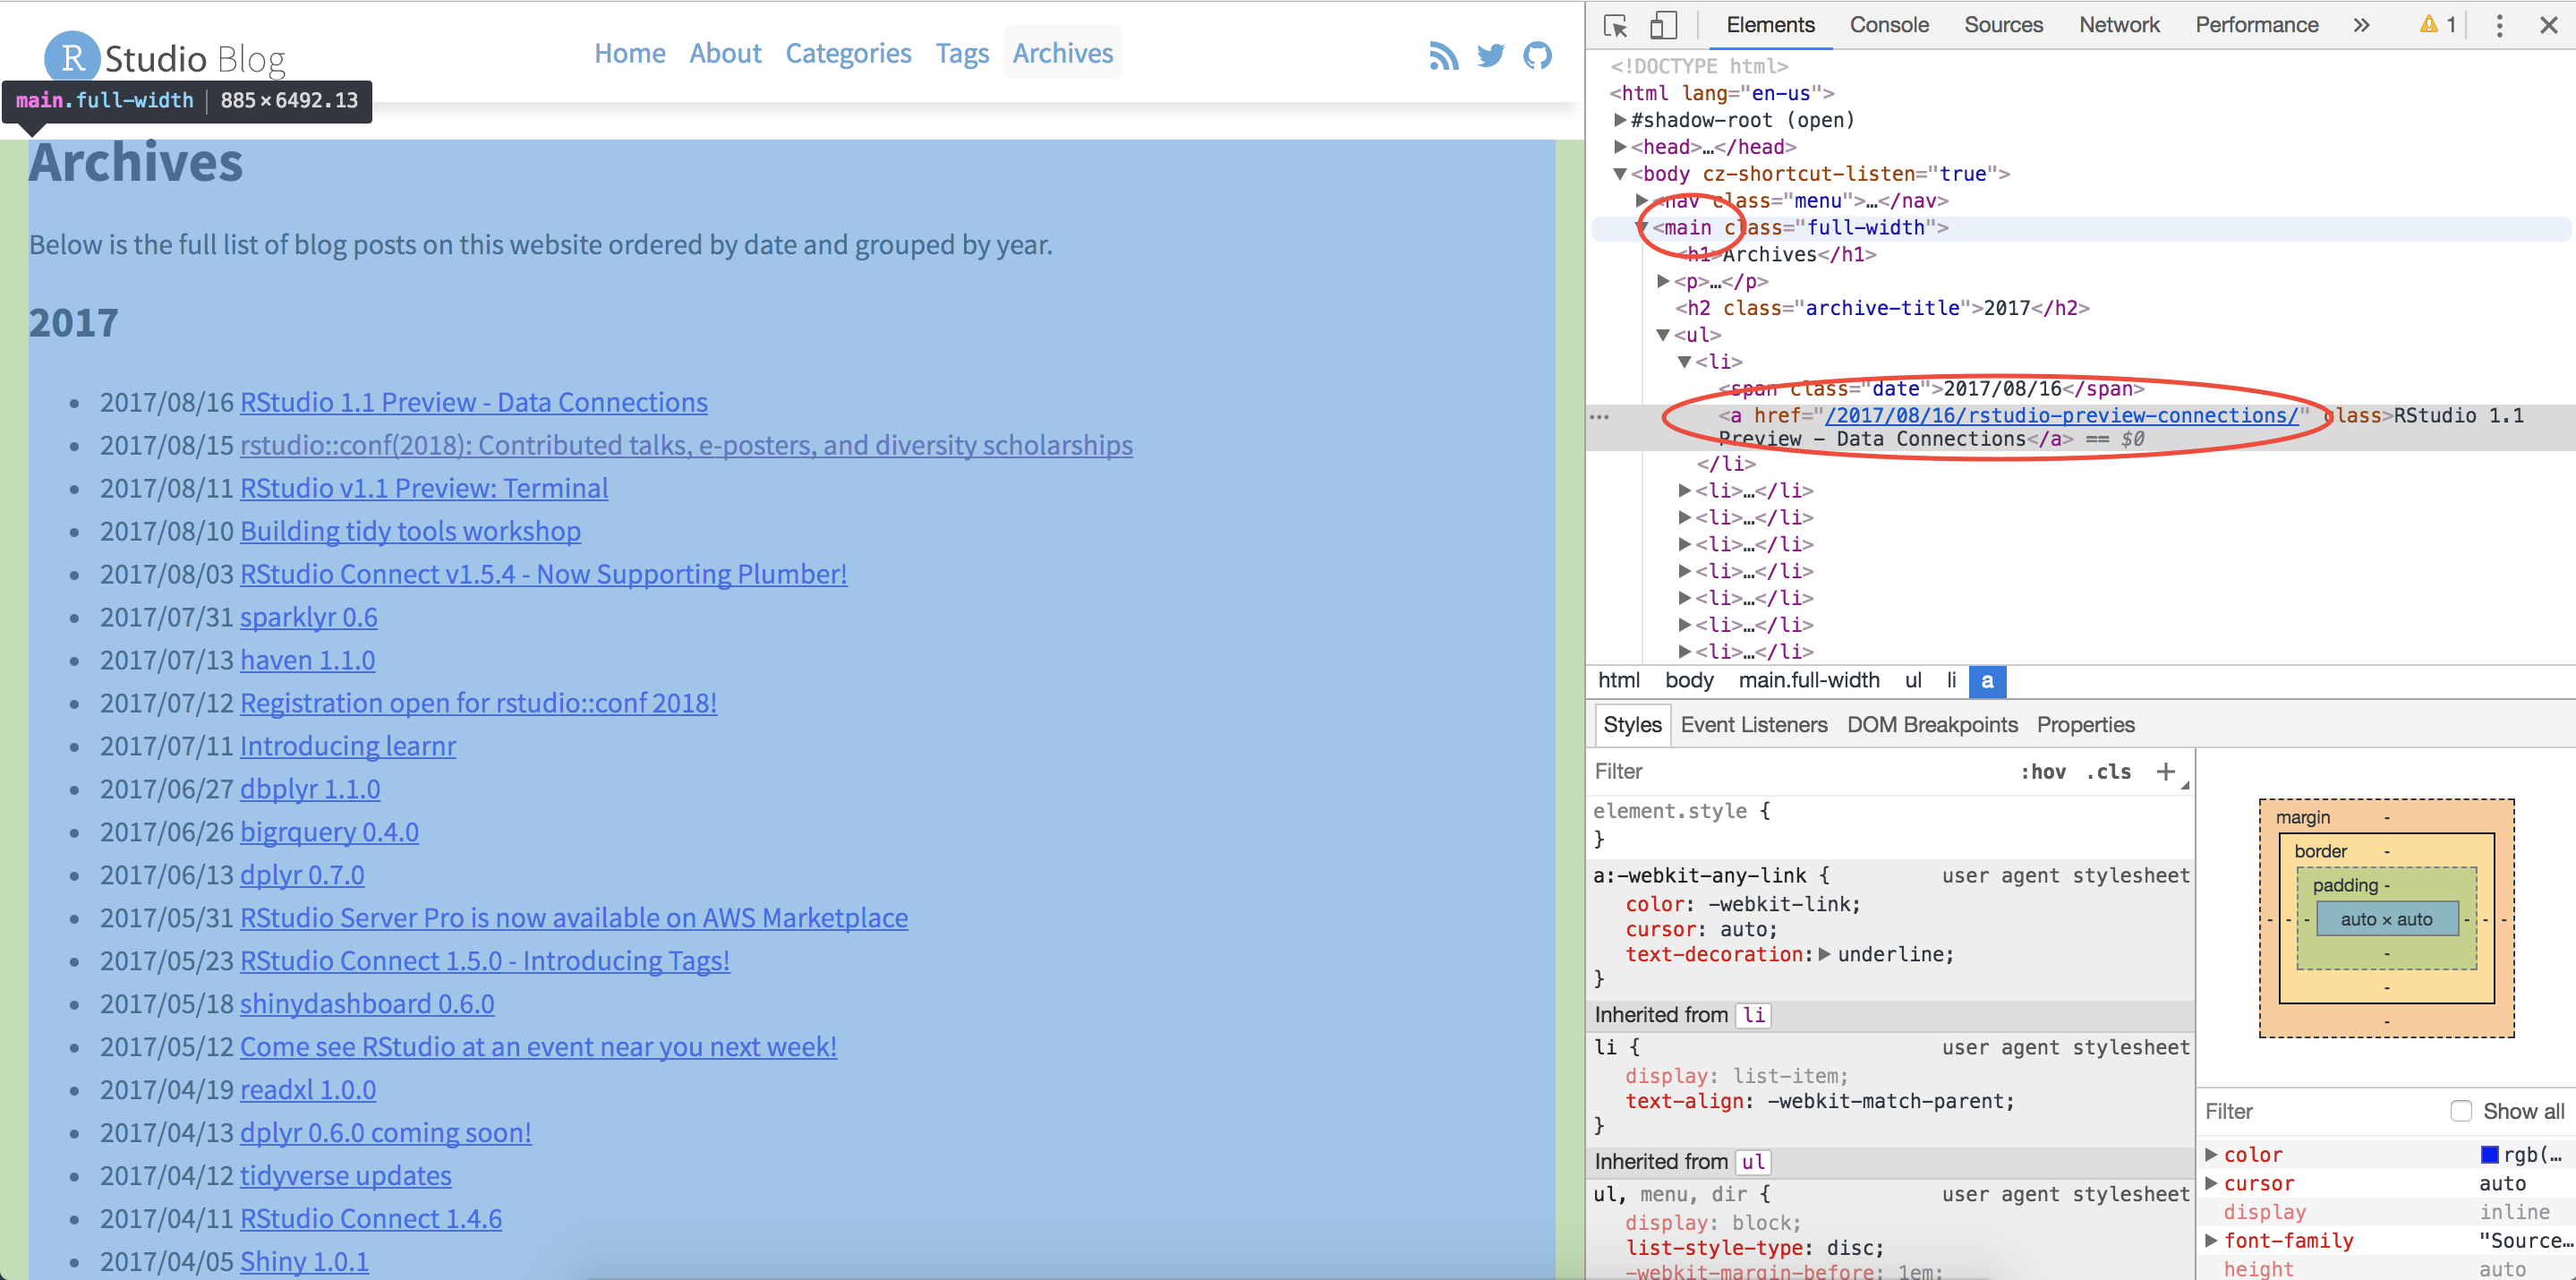 R Studio Blog
Home About Categories Tags Archives
main.full-width | 885×6492.13
Archives
Below is the full list of blog posts on this website ordered by date and grouped by year.
2017
2017/08/16 RStudio 1.1 Preview - Data Connections
2017/08/15 rstudio::conf(2018): Contributed talks, e-posters, and diversity scholarships
2017/08/11 RStudio v1.1 Preview: Terminal
2017/08/10 Building tidy tools workshop
2017/08/03 RStudio Connect v1.5.4 - Now Supporting Plumber!
2017/07/31 sparklyr 0.6
2017/07/13 haven 1.1.0
2017/07/12 Registration open for rstudio::conf 2018!
2017/07/11 Introducing learnr
2017/06/27 dbplyr 1.1.0
2017/06/26 bigrquery 0.4.0
2017/06/13 dplyr 0.7.0
2017/05/31 RStudio Server Pro is now available on AWS Marketplace
2017/05/23 RStudio Connect 1.5.0 - Introducing Tags!
2017/05/18 shinydashboard 0.6.0
2017/05/12 Come see RStudio at an event near you next week!
2017/04/19 readxl 1.0.0
2017/04/13 dplyr 0.6.0 coming soon!
2017/04/12 tidyverse updates
2017/04/11 RStudio Connect 1.4.6
2017/04/05 Shiny 1.0.1
Elements Console Sources Network Performance » 1
<!DOCTYPE html>
<html lang="en-us">
#shadow-root (open)
<head>…</head>
<body cz-shortcut-listen="true">
<nav class="menu">…</nav>
<main class="full-width">
<h1>Archives</h1>
<p>…</p>
<h2 class="archive-title">2017</h2>
<ul>
<li>
<span class="date">2017/08/16</span>
<a href="/2017/08/16/rstudio-preview-connections/" class>RStudio 1.1
Preview – Data Connections</a> == $0
</li>
<li>…</li>
<li>…</li>
<li>…</li>
<li>…</li>
<li>…</li>
<li>…</li>
<li>…</li>
html body main.full-width ul li a
Styles Event Listeners DOM Breakpoints Properties
Filter :hov .cls +
element.style {
}
a:-webkit-any-link { user agent stylesheet
color: -webkit-link;
cursor: auto;
text-decoration: underline;
}
Inherited from li
li { user agent stylesheet
display: list-item;
text-align: -webkit-match-parent;
}
Inherited from ul
ul, menu, dir { user agent stylesheet
display: block;
list-style-type: disc;
-webkit-margin-before: 1em;
margin -
border -
padding -
- - - auto × auto - - -
-
-
-
Filter Show all
color rgb(…
cursor auto
display inline
font-family "Source…
height auto